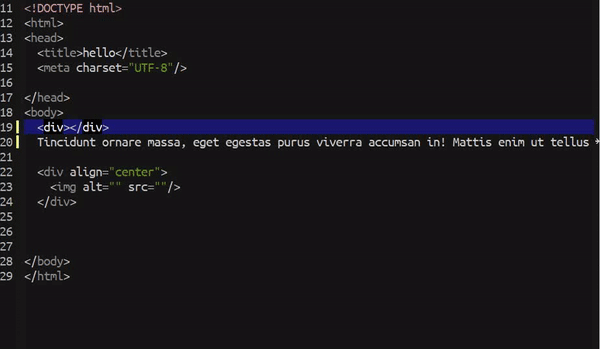 11 <!DOCTYPE html>
12 <html>
13 <head>
14 <title>hello</title>
15 <meta charset="UTF-8"/>
16
17 </head>
18 <body>
19 <div></div>
20 Tincidunt ornare massa, eget egestas purus viverra accumsan in! Mattis enim ut tellus
21
22 <div align="center">
23 <img alt="" src=""/>
24 </div>
25
26
27
28 </body>
29 </html>